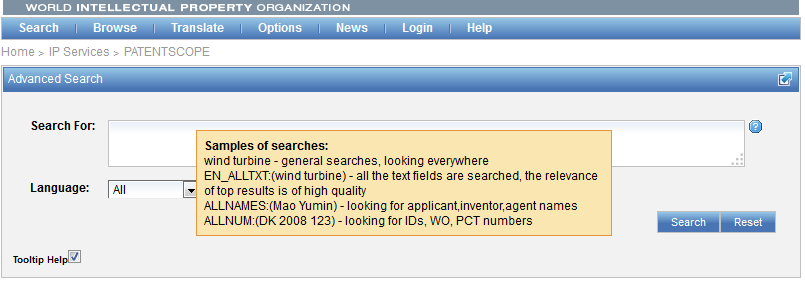 WORLD INTELLECTUAL PROPERTY ORGANIZATION
Search Browse Translate Options News Login Help
Home > IP Services > PATENTSCOPE
Advanced Search
Search For:
?
Samples of searches:
wind turbine - general searches, looking everywhere
EN_ALLTXT:(wind turbine) - all the text fields are searched, the relevance
of top results is of high quality
ALLNAMES:(Mao Yumin) - looking for applicant,inventor,agent names
ALLNUM:(DK 2008 123) - looking for IDs, WO, PCT numbers
Language: All
Search Reset
Tooltip Help